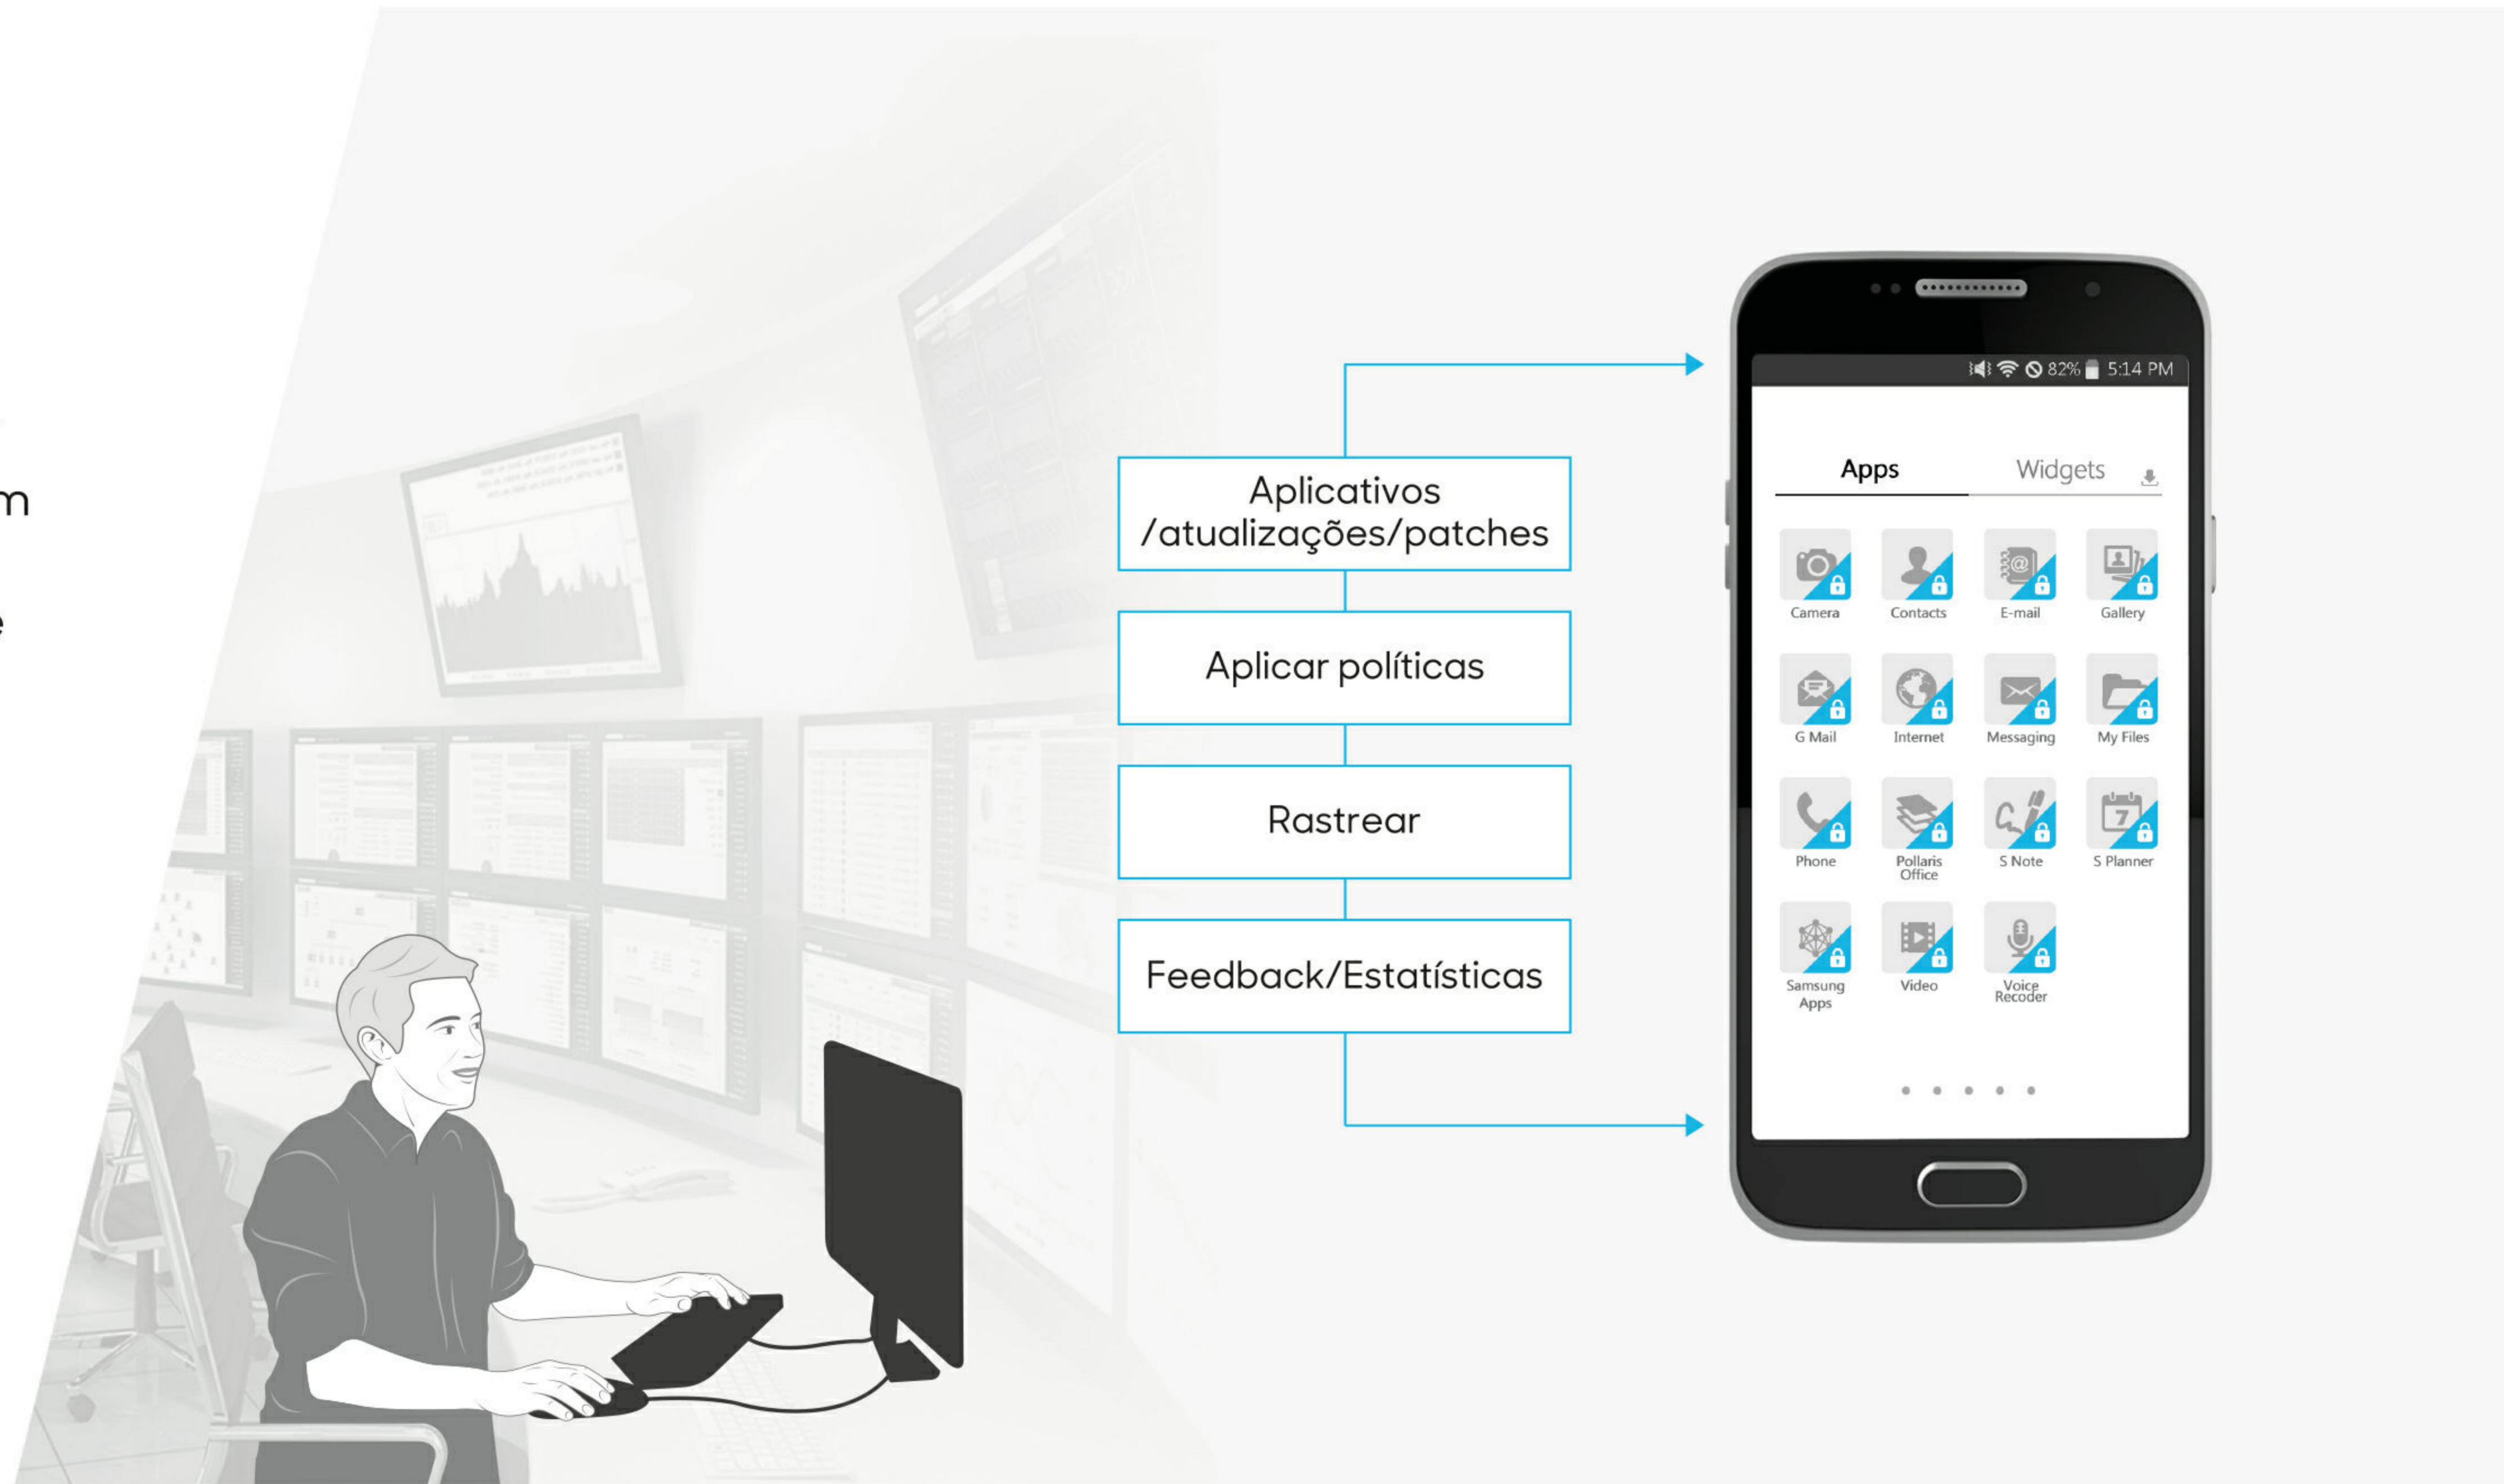 m
e
Aplicativos
/atualizações/patches
Aplicar políticas
Rastrear
Feedback/Estatísticas
82% 5:14 PM
Apps Widgets
Camera Contacts E-mail Gallery
G Mail Internet Messaging My Files
Phone Pollaris Office S Note S Planner
Samsung Apps Video Voice Recoder
7